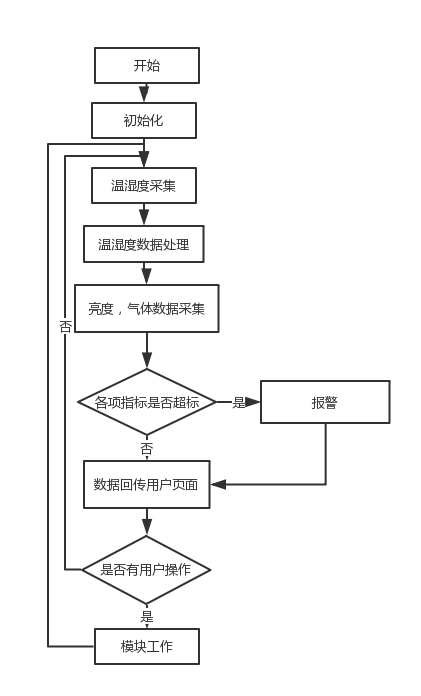 开始
初始化
温湿度采集
温湿度数据处理
亮度，气体数据采集
否
各项指标是否超标
是
报警
否
数据回传用户页面
是否有用户操作
是
模块工作